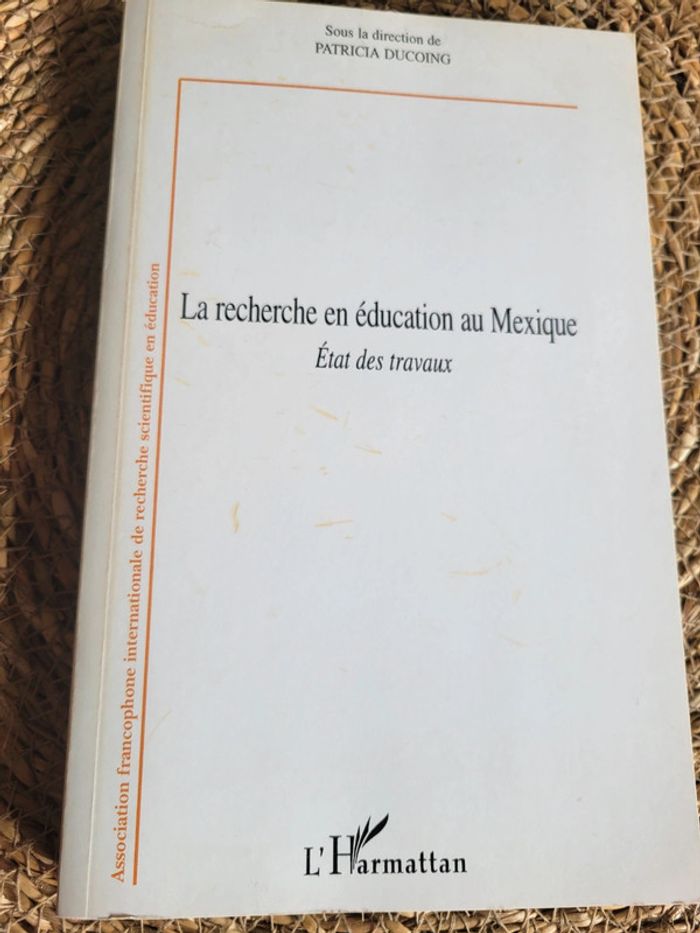 Sous la direction de
PATRICIA DUCOING
La recherche en éducation au Mexique
État des travaux
Association francophone internationale de recherche scientifique en éducation
L'Harmattan